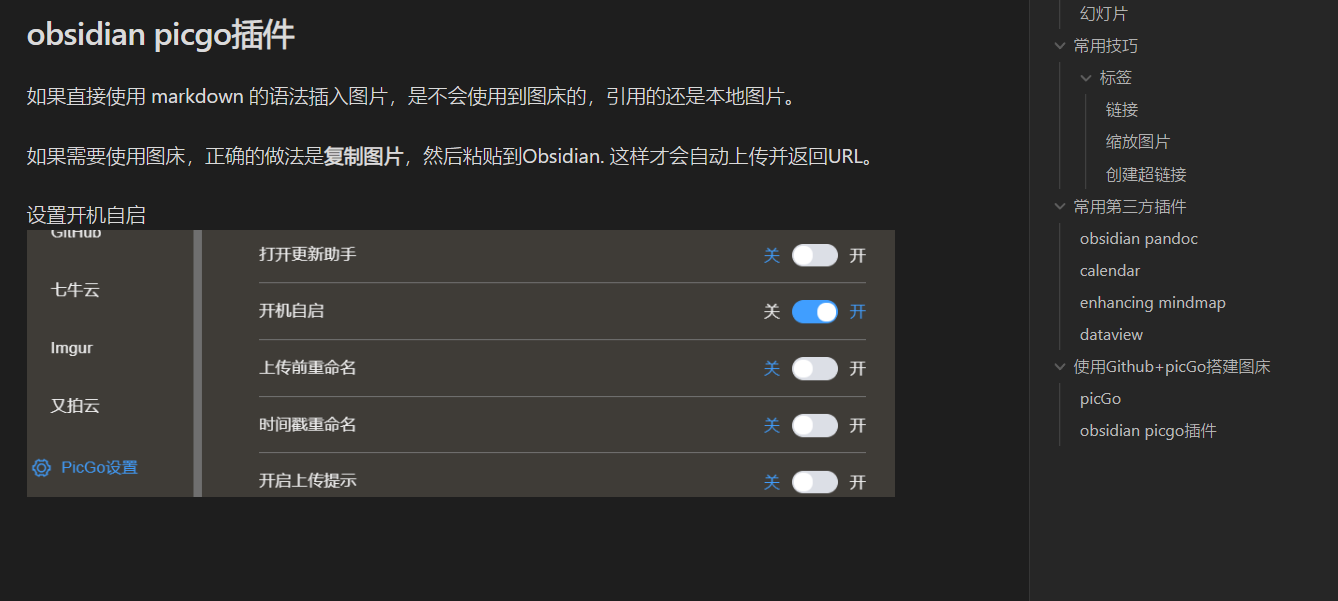 obsidian picgo插件
如果直接使用 markdown 的语法插入图片，是不会使用到图床的，引用的还是本地图片。
如果需要使用图床，正确的做法是复制图片，然后粘贴到Obsidian. 这样才会自动上传并返回URL。
设置开机自启
GitHub
七牛云
Imgur
又拍云
PicGo设置
打开更新助手 关 开
开机自启 关 开
上传前重命名 关 开
时间戳重命名 关 开
开启上传提示 关 开
幻灯片
常用技巧
标签
链接
缩放图片
创建超链接
常用第三方插件
obsidian pandoc
calendar
enhancing mindmap
dataview
使用Github+picGo搭建图床
picGo
obsidian picgo插件